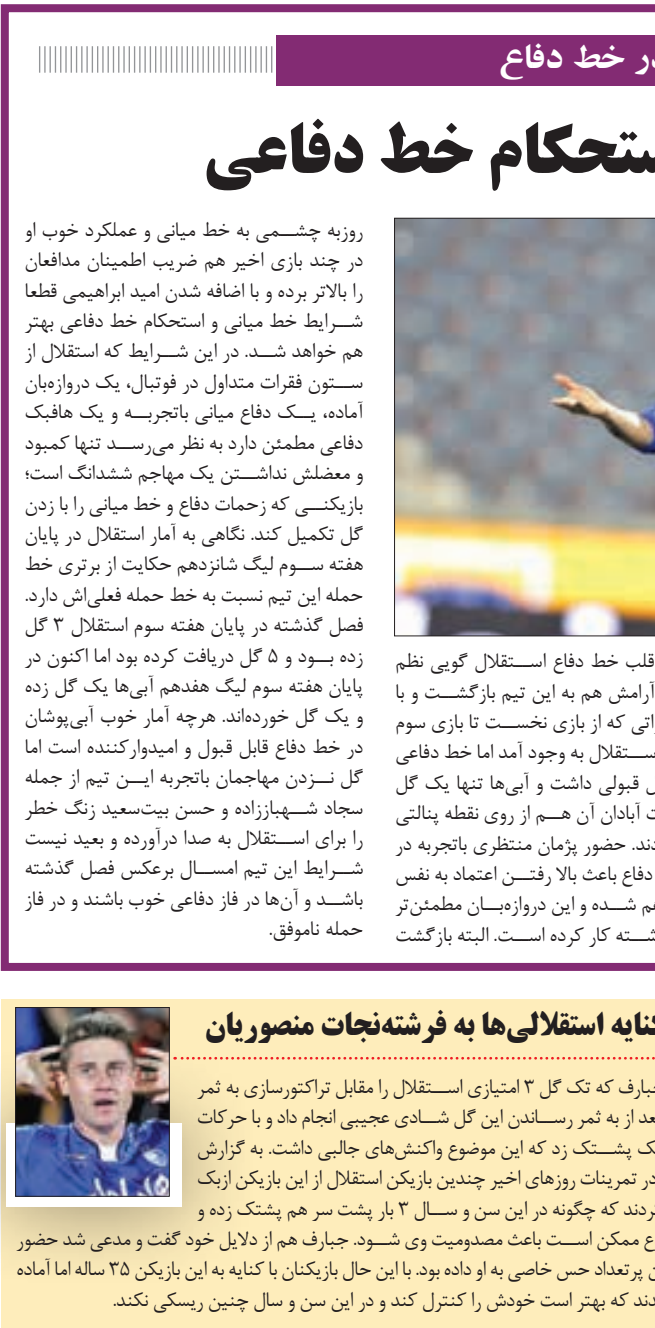 در خط دفاع
ستحکام خط دفاعی
قلب خط دفاع استقلال گویی نظم
آرامش هم به این تیم بازگشت و با
که از بازی نخست تا بازی سوم
ستقلال به وجود آمد اما خط دفاعی
قبولی داشت و آبی‌ها تنها یک گل
آبادان آن هم از روی نقطه پنالتی
حضور پژمان منتظری باتجربه در
دفاع باعث بالا رفتن اعتماد به نفس
شده و این دروازه‌بان مطمئن‌تر
کار کرده است. البته بازگشت
روزبه چشمی به خط میانی و عملکرد خوب او
در چند بازی اخیر هم ضریب اطمینان مدافعان
را بالاتر برده و با اضافه شدن امید ابراهیمی قطعا
شرایط خط میانی و استحکام خط دفاعی بهتر
هم خواهد شد. در این شرایط که استقلال از
ستون فقرات متداول در فوتبال، یک دروازه‌بان
آماده، یک دفاع میانی باتجربه و یک هافبک
دفاعی مطمئن دارد به نظر می‌رسد تنها کمبود
و معضلش نداشتن یک مهاجم ششدانگ است؛
بازیکنی که زحمات دفاع و خط میانی را با زدن
گل تکمیل کند. نگاهی به آمار استقلال در پایان
هفته سوم لیگ شانزدهم حکایت از برتری خط
حمله این تیم نسبت به خط حمله فعلی‌اش دارد.
فصل گذشته در پایان هفته سوم استقلال ۳ گل
زده بود و ۵ گل دریافت کرده بود اما اکنون در
پایان هفته سوم لیگ هفدهم آبی‌ها یک گل زده
و یک گل خورده‌اند. هرچه آمار خوب آبی‌پوشان
در خط دفاع قابل قبول و امیدوارکننده است اما
گل نزدن مهاجمان باتجربه این تیم از جمله
سجاد شهباززاده و حسن بیت‌سعید زنگ خطر
را برای استقلال به صدا درآورده و بعید نیست
شرایط این تیم امسال برعکس فصل گذشته
باشد و آن‌ها در فاز دفاعی خوب باشند و در فاز
حمله ناموفق.
کنایه استقلالی‌ها به فرشته‌نجات منصوریان
جبارف که تک گل ۳ امتیازی استقلال را مقابل تراکتورسازی به ثمر
بعد از به ثمر رساندن این گل شادی عجیبی انجام داد و با حرکات
پشتک زد که این موضوع واکنش‌های جالبی داشت. به گزارش
در تمرینات روزهای اخیر چندین بازیکن استقلال از این بازیکن ازبک
که چگونه در این سن و سال ۳ بار پشت سر هم پشتک زده و
ممکن است باعث مصدومیت وی شود. جبارف هم از دلایل خود گفت و مدعی شد حضور
پرتعداد حس خاصی به او داده بود. با این حال بازیکنان با کنایه به این بازیکن ۳۵ ساله اما آماده
که بهتر است خودش را کنترل کند و در این سن و سال چنین ریسکی نکند.